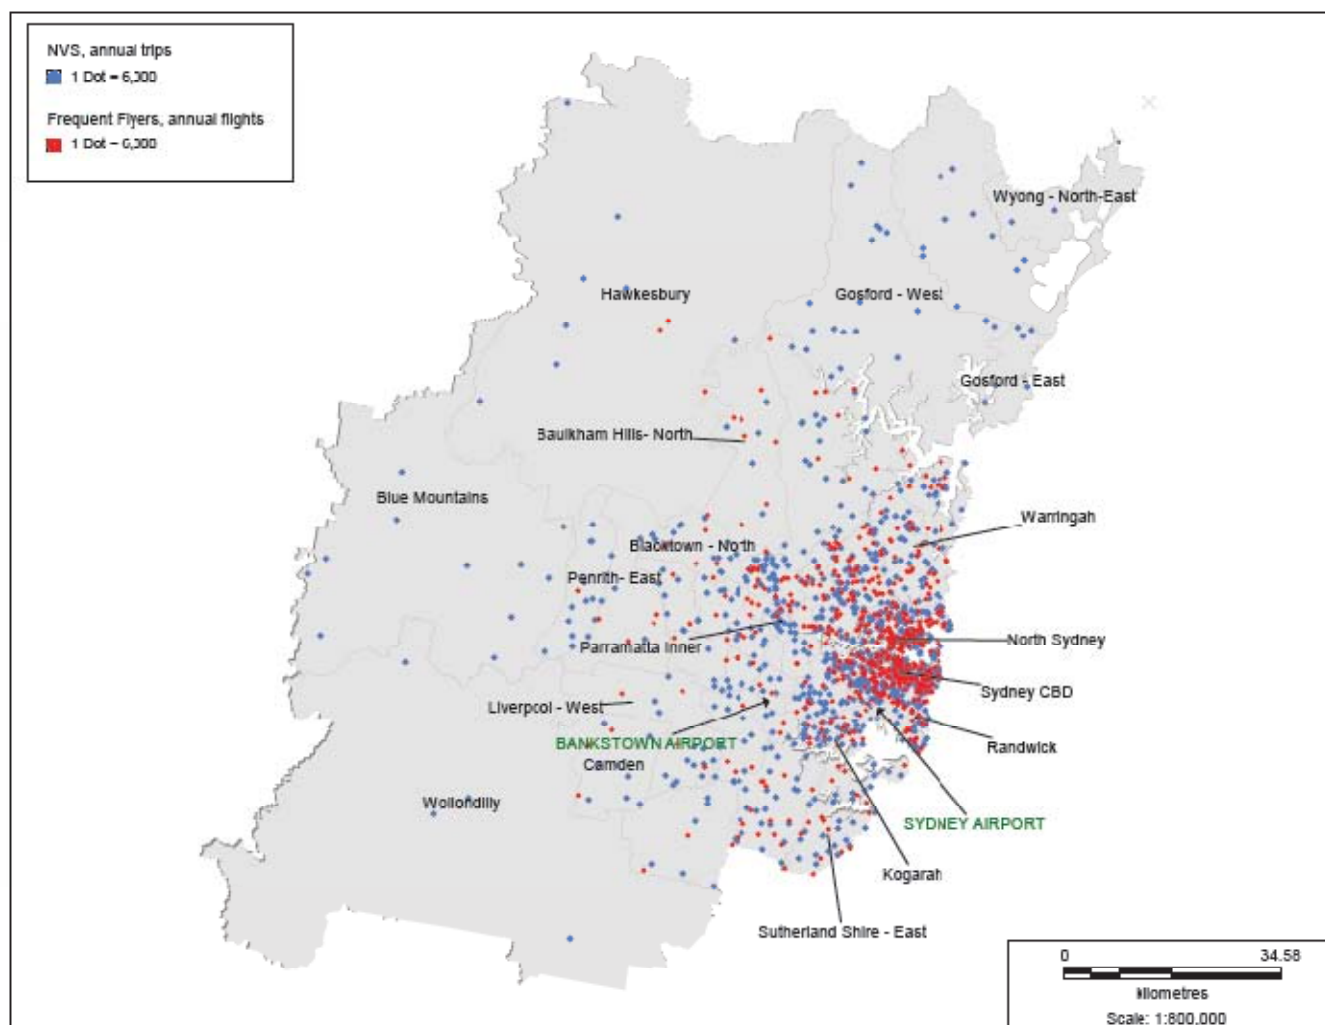 NVS, annual trips
1 Dot = 6,000
Frequent Flyers, annual flights
1 Dot = 6,000
Wyong - North-East
Hawkesbury
Gosford - West
Gosford - East
Baulkham Hills- North
Blue Mountains
Warringah
Blacktown - North
Penrith- East
Parramatta Inner
North Sydney
Sydney CBD
Liverpool - West
BANKSTOWN AIRPORT
Randwick
Camden
Wollondilly
SYDNEY AIRPORT
Kogarah
Sutherland Shire - East
0 34.58
kilometres
Scale: 1:800,000